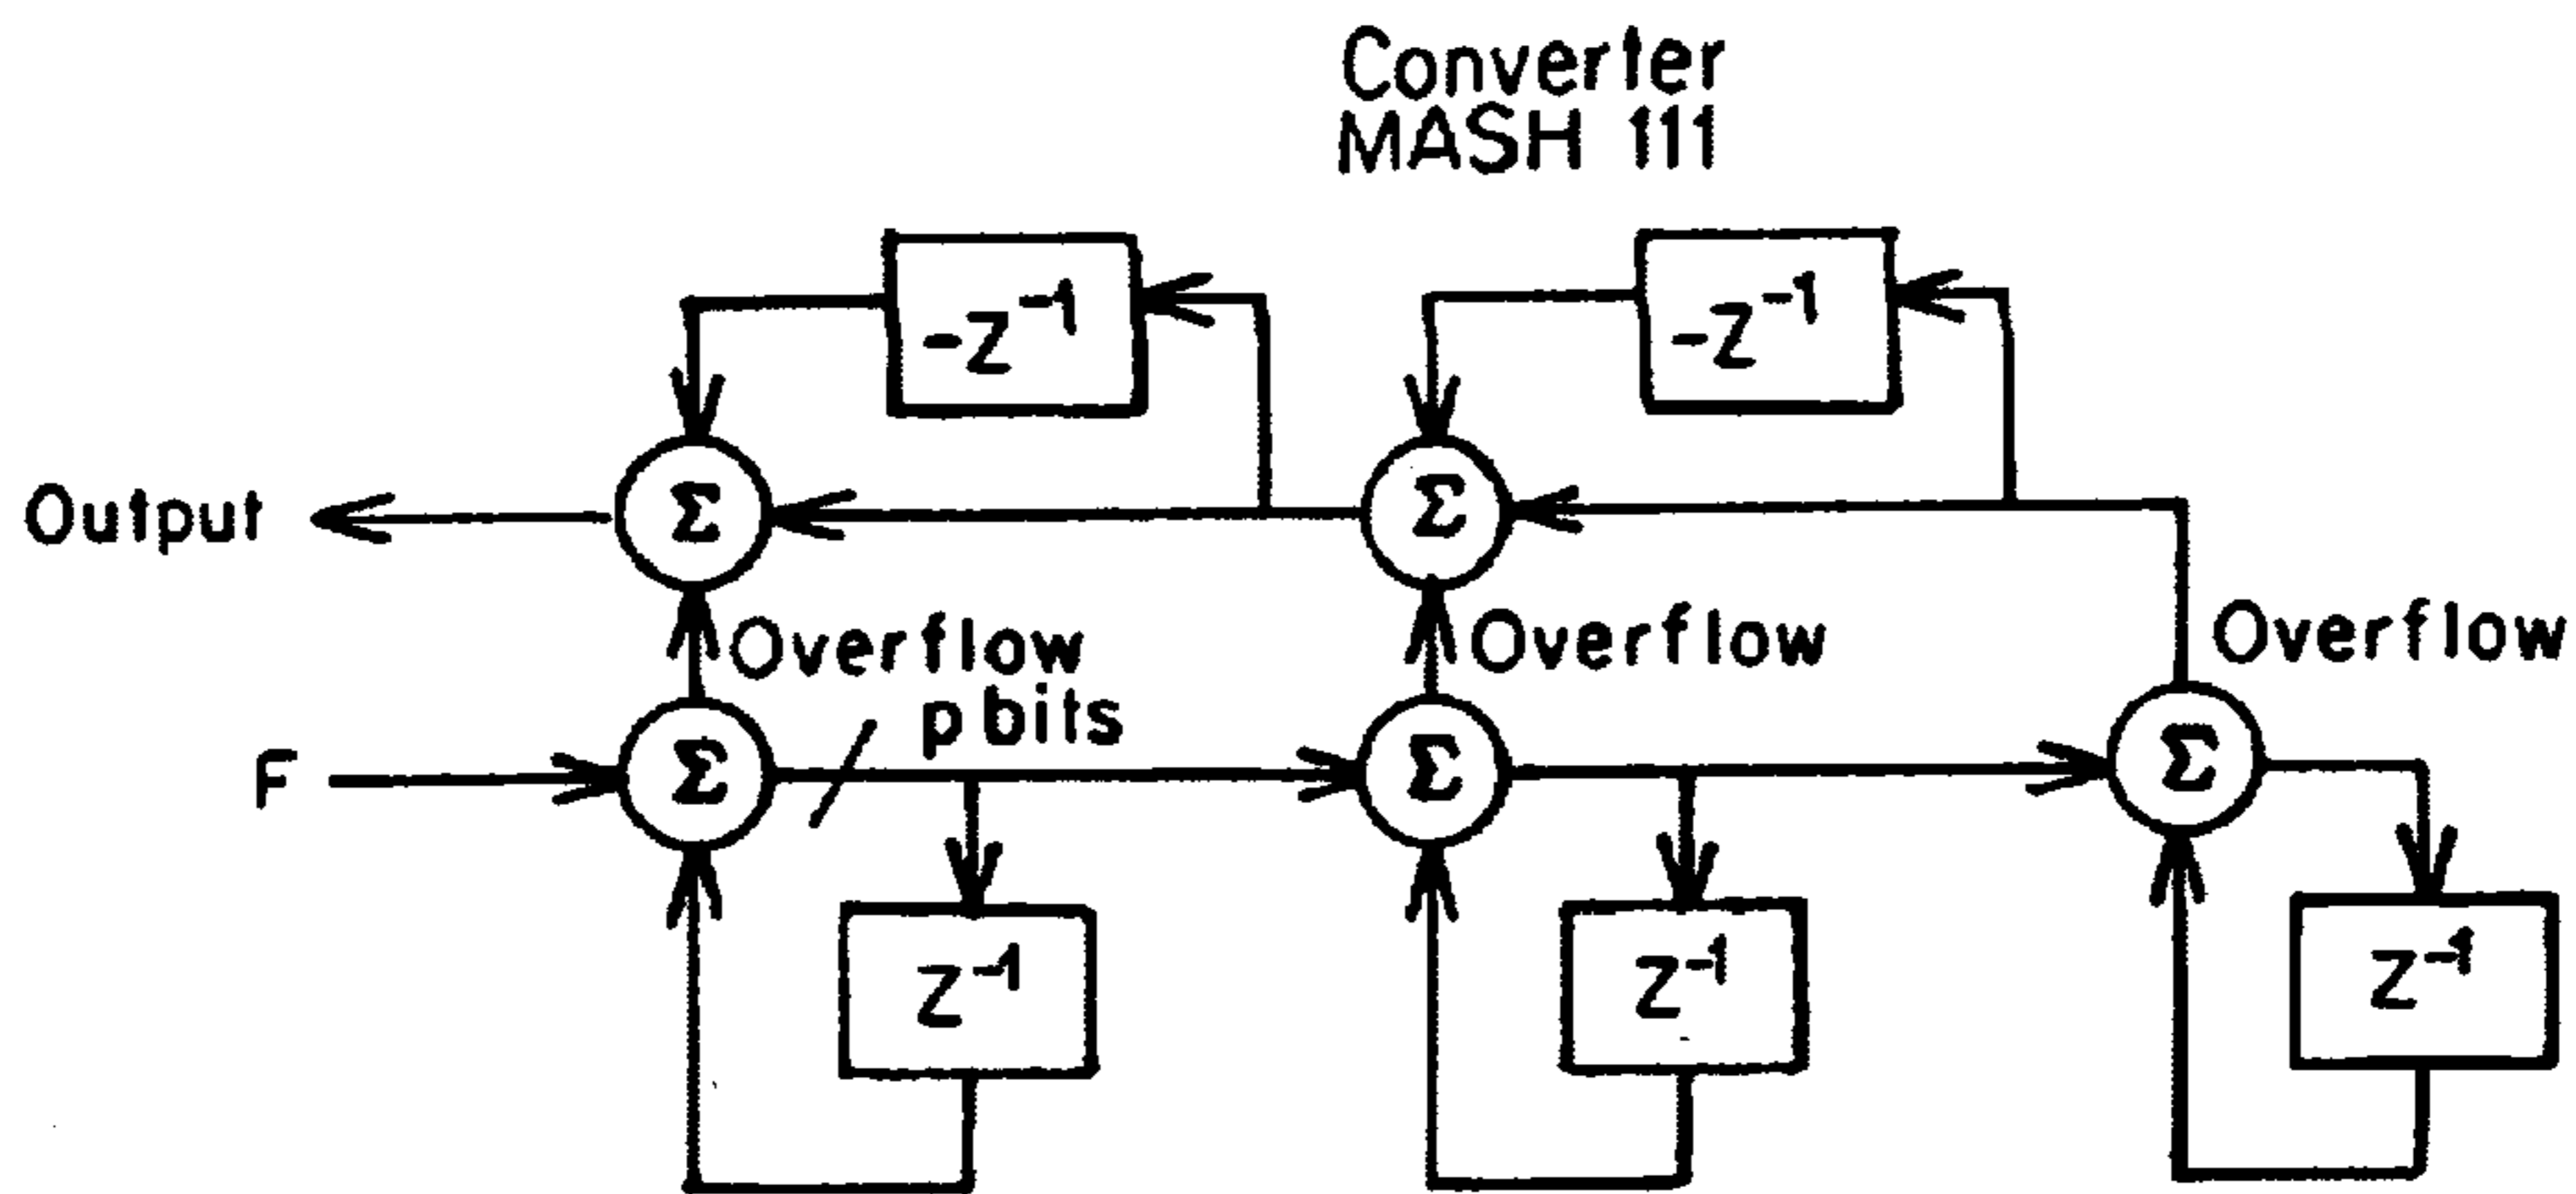 Converter
MASH 111
-Z⁻¹
-Z⁻¹
Output
Σ
Σ
Overflow
p bits
Overflow
Overflow
F
Σ
Σ
Σ
Z⁻¹
Z⁻¹
Z⁻¹